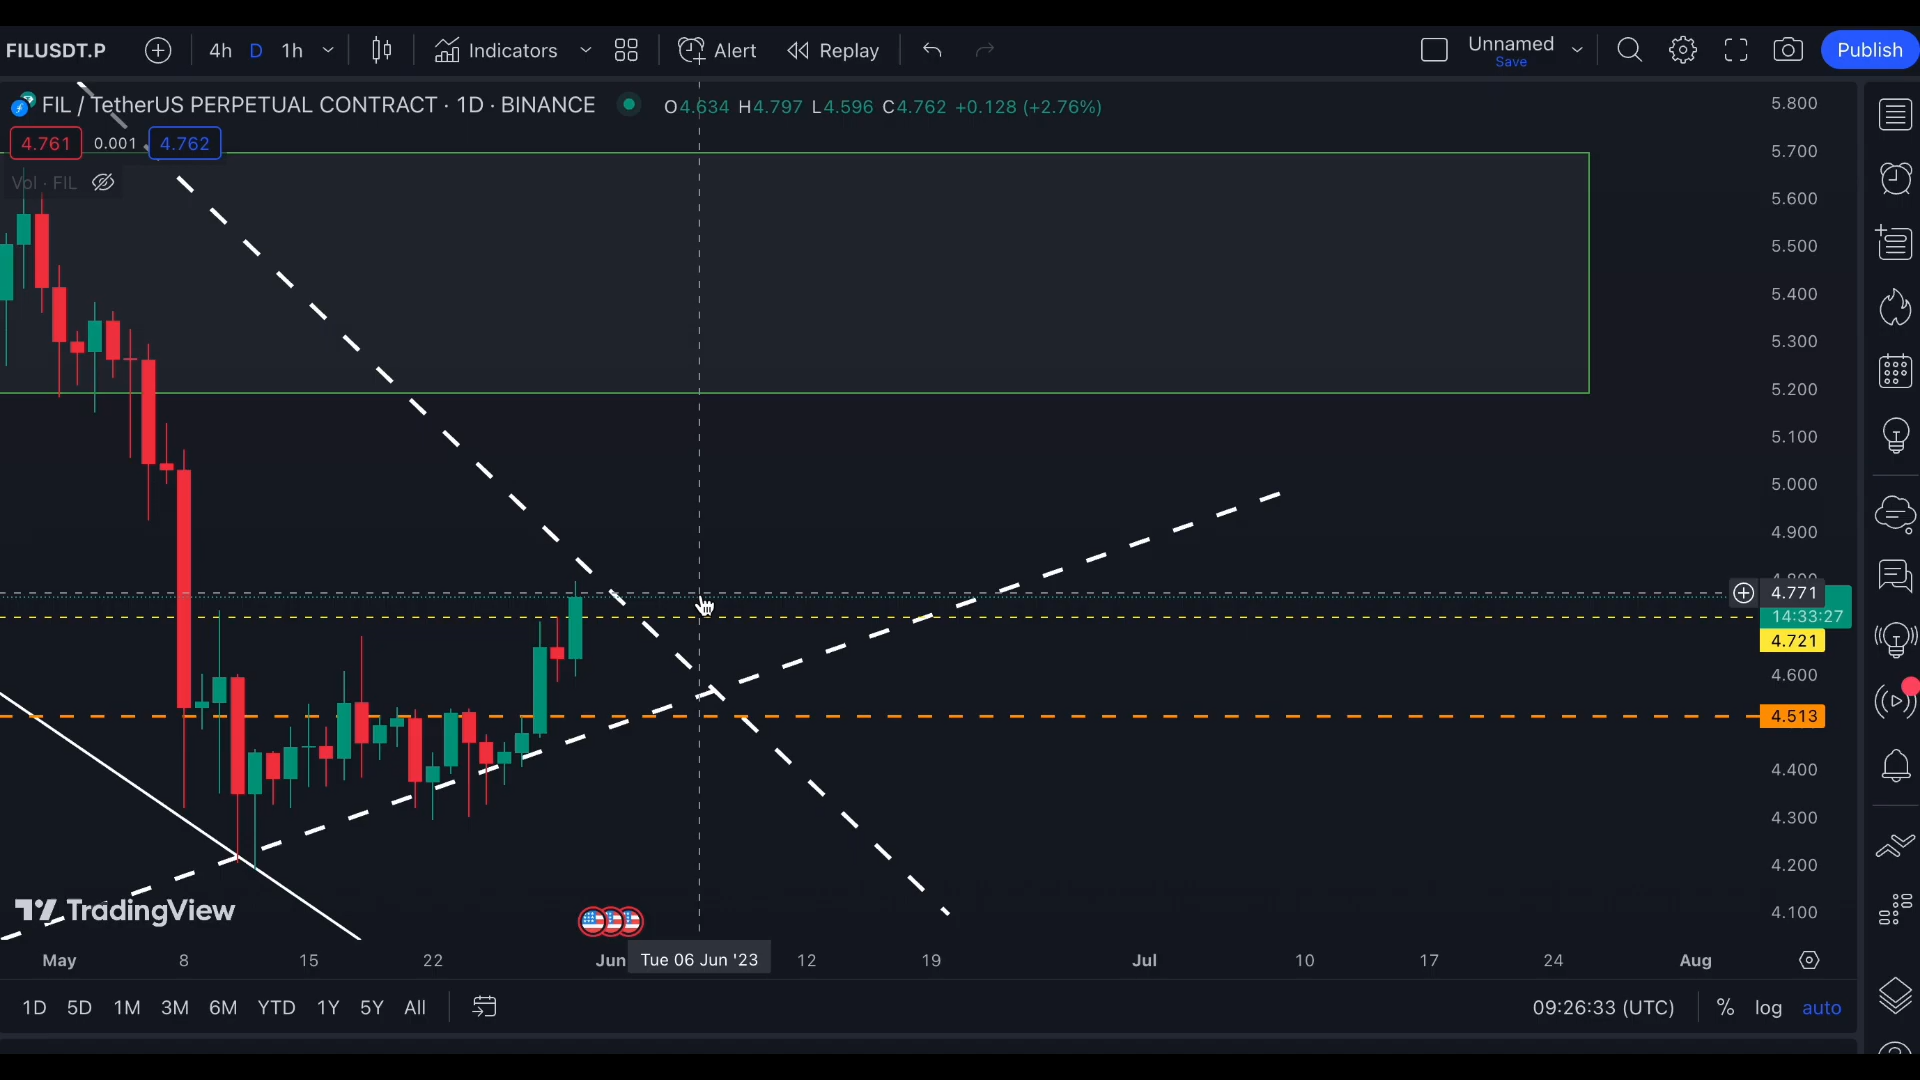 FILUSDT.P 4h D 1h Indicators Alert Replay Unnamed Publish
Save
FIL / TetherUS PERPETUAL CONTRACT · 1D · BINANCE O4.634 H4.797 L4.596 C4.762 +0.128 (+2.76%)
4.761 0.001 4.762
Vol · FIL
5.800
5.700
5.600
5.500
5.400
5.300
5.200
5.100
5.000
4.900
4.800
4.771
14:33:27
4.721
4.600
4.513
4.400
4.300
4.200
4.100
TradingView
May 8 15 22 Jun Tue 06 Jun '23 12 19 Jul 10 17 24 Aug
1D 5D 1M 3M 6M YTD 1Y 5Y All 09:26:33 (UTC) % log auto